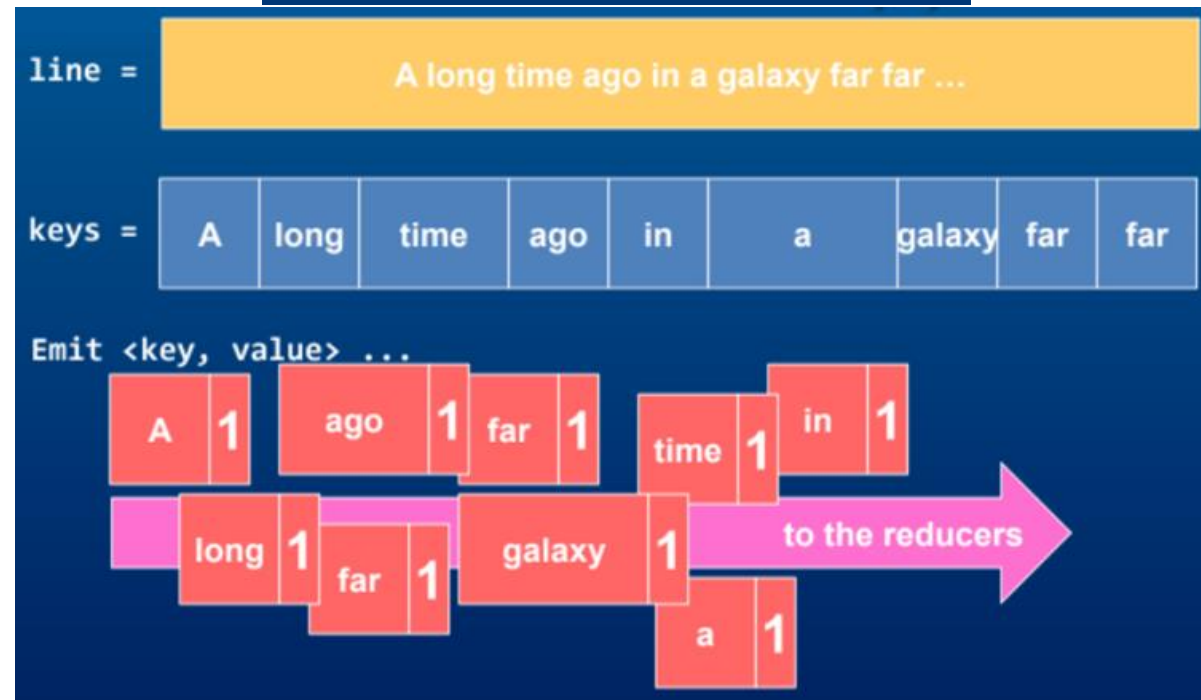 line = A long time ago in a galaxy far far ...
keys = A long time ago in a galaxy far far
Emit <key, value> ...
A 1
ago 1
far 1
time 1
in 1
long 1
far 1
galaxy 1
a 1
to the reducers